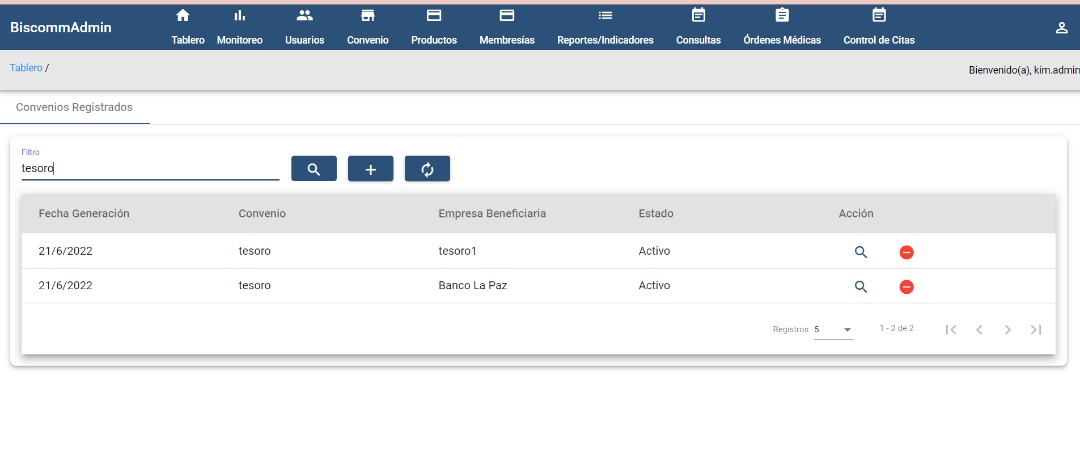 BiscommAdmin
Tablero Monitoreo Usuarios Convenio Productos Membresías Reportes/Indicadores Consultas Órdenes Médicas Control de Citas
Tablero / Bienvenido(a), kim.admin
Convenios Registrados
Filtro
tesoro
Fecha Generación Convenio Empresa Beneficiaria Estado Acción
21/6/2022 tesoro tesoro1 Activo
21/6/2022 tesoro Banco La Paz Activo
Registros 5 1 - 2 de 2